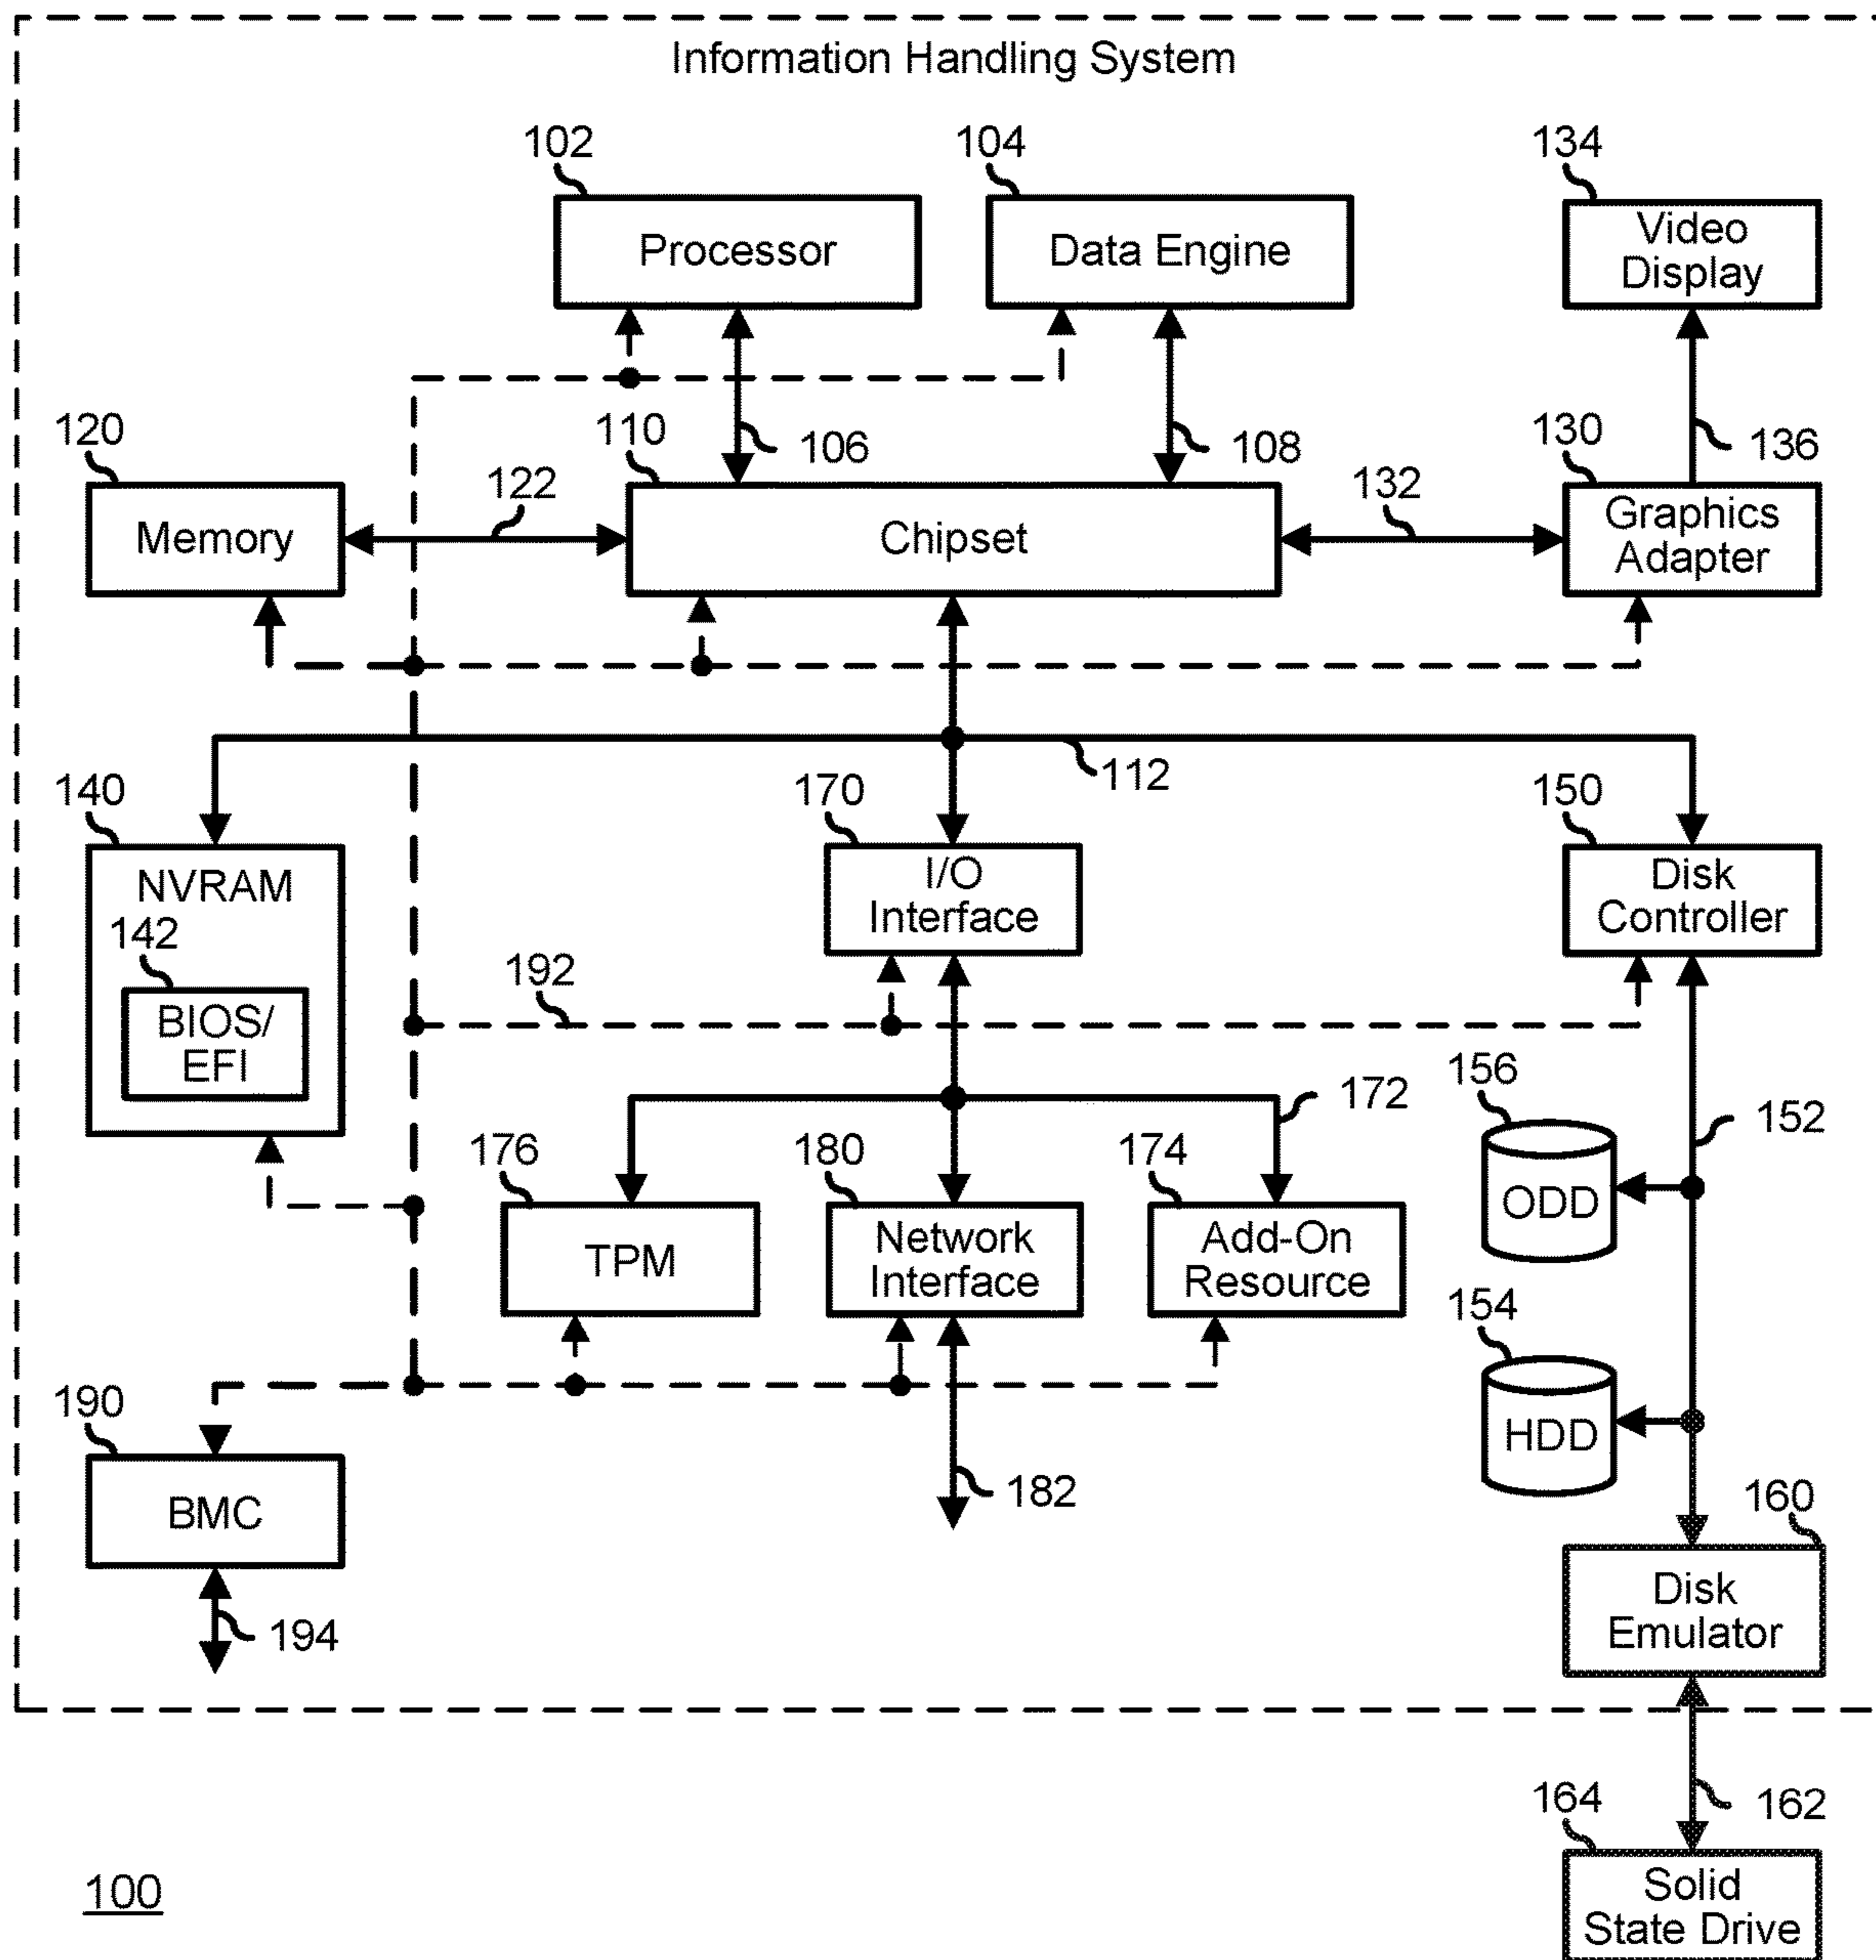 Information Handling System
102
104
134
Processor
Data Engine
Video
Display
120
110
106
108
130
136
122
132
Memory
Chipset
Graphics
Adapter
112
140
170
150
NVRAM
I/O
Interface
Disk
Controller
142
192
BIOS/
EFI
156
172
152
176
180
174
ODD
TPM
Network
Interface
Add-On
Resource
154
190
HDD
182
160
BMC
Disk
Emulator
194
164
162
100
Solid
State Drive